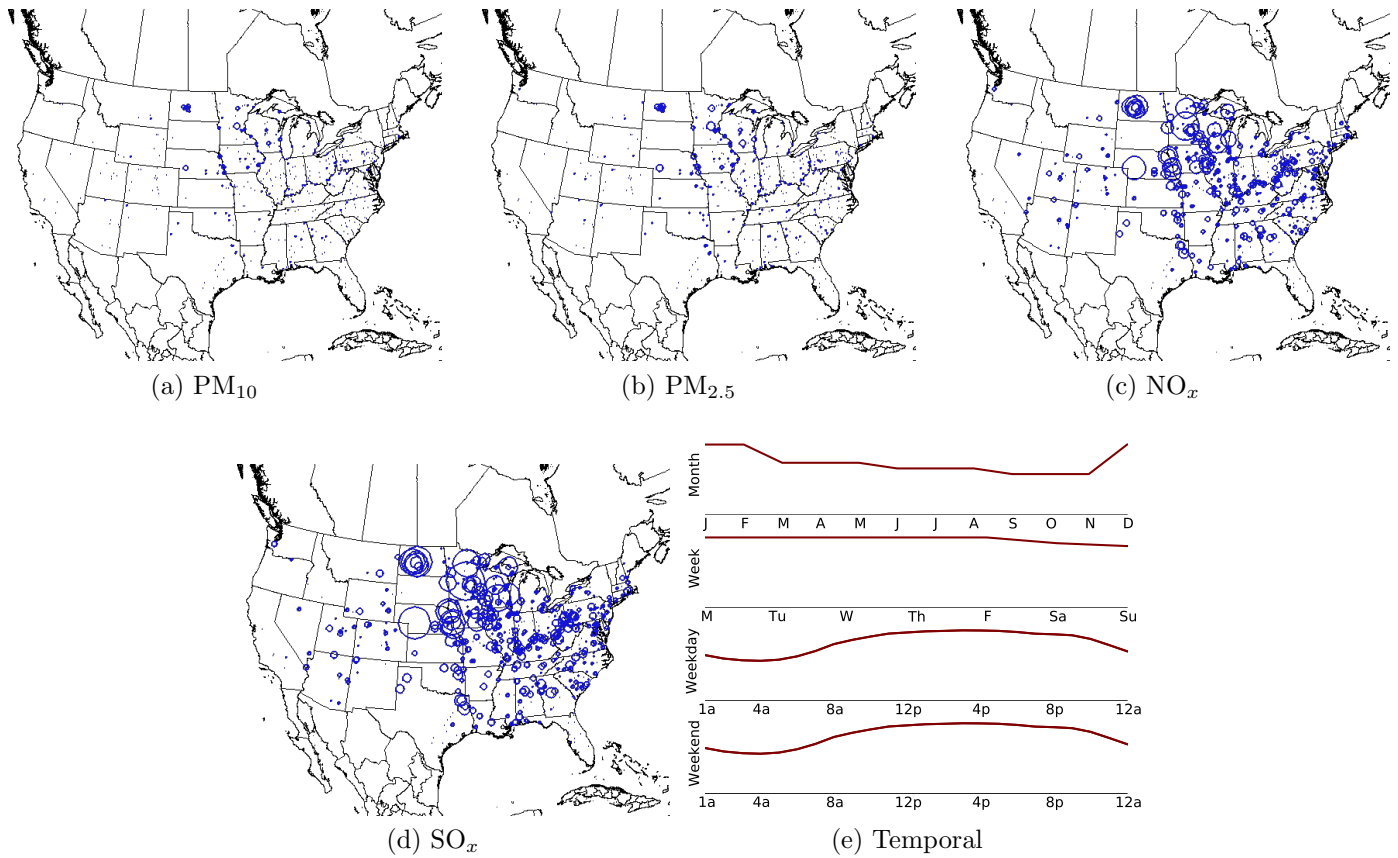 (a) PM₁₀
(b) PM₂.₅
(c) NOₓ
(d) SOₓ
Month
J F M A M J J A S O N D
Week
M Tu W Th F Sa Su
Weekday
1a 4a 8a 12p 4p 8p 12a
Weekend
1a 4a 8a 12p 4p 8p 12a
(e) Temporal